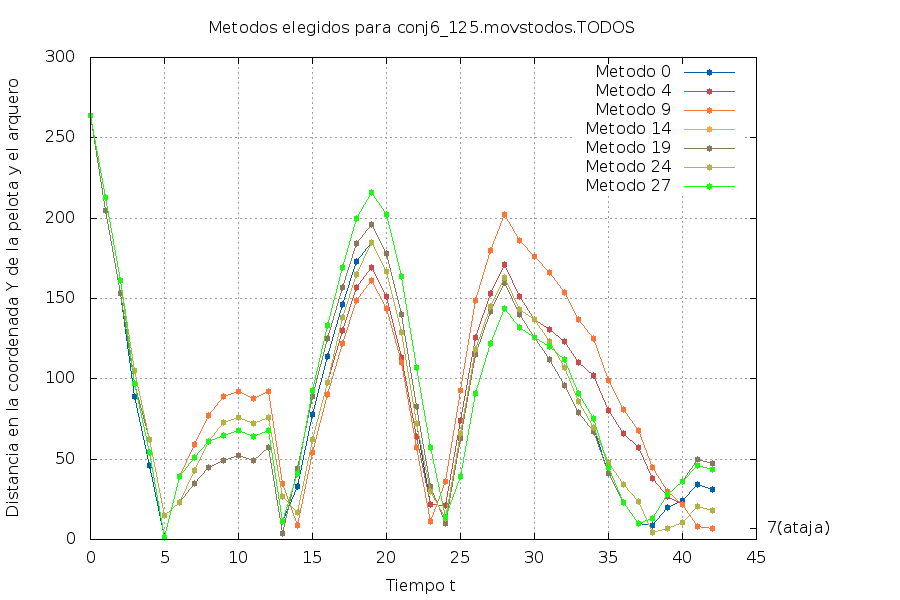 Metodos elegidos para conj6_125.movstodos.TODOS
300
250
200
150
100
50
0
Distancia en la coordenada Y de la pelota y el arquero
Metodo 0
Metodo 4
Metodo 9
Metodo 14
Metodo 19
Metodo 24
Metodo 27
7(ataja)
0 5 10 15 20 25 30 35 40 45
Tiempo t